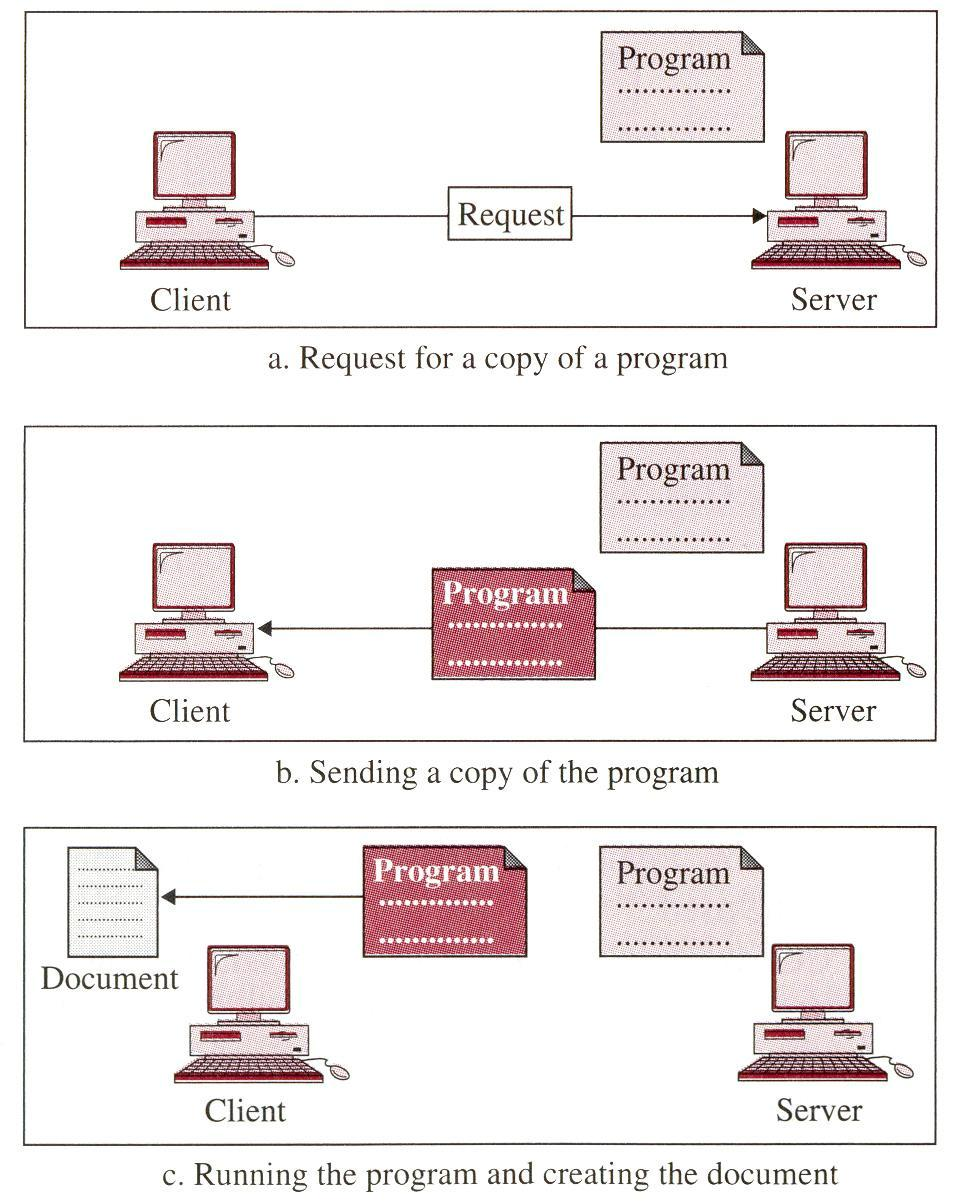 Program
Request
Client
Server
a. Request for a copy of a program
Program
Program
Client
Server
b. Sending a copy of the program
Program
Program
Document
Client
Server
c. Running the program and creating the document